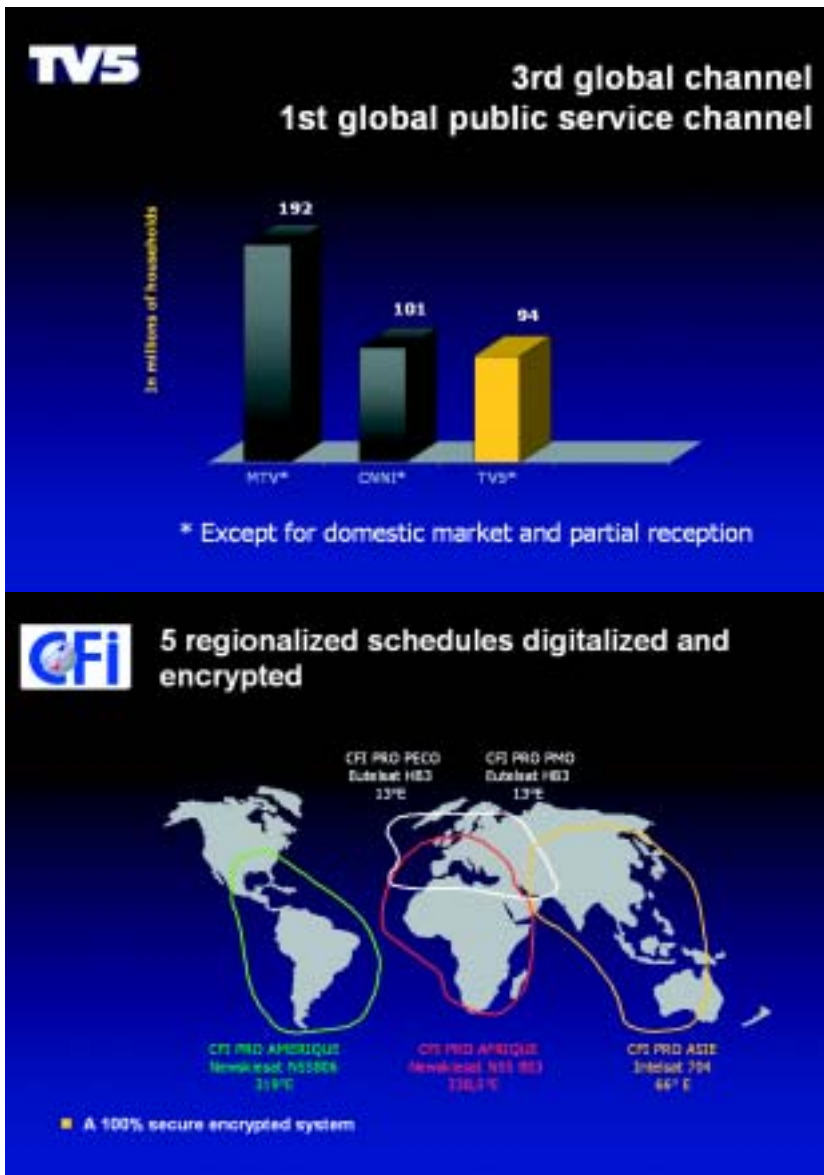 TV5
3rd global channel
1st global public service channel
In millions of households
192
101
94
MTV*
CNNI*
TV5*
* Except for domestic market and partial reception
CFi
5 regionalized schedules digitalized and
encrypted
CFI PRO PECO
Eutelsat HB3
13°E
CFI PRO PMO
Eutelsat HB3
13°E
CFI PRO AMERIQUE
Newskiesat NSS806
319°E
CFI PRO AFRIQUE
Newskiesat NSS 803
338,5°E
CFI PRO ASIE
Intelsat 704
66° E
A 100% secure encrypted system